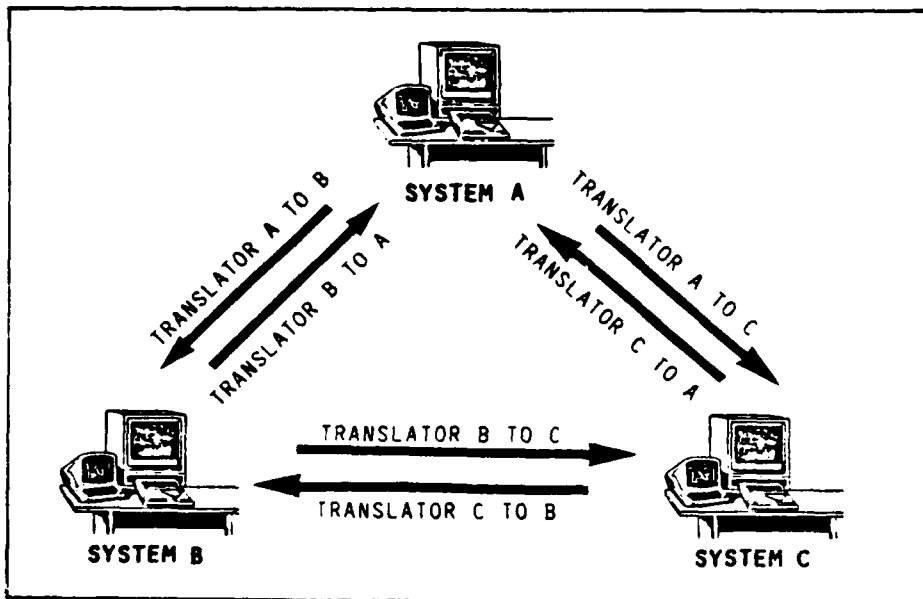 SYSTEM A
TRANSLATOR A TO B
TRANSLATOR B TO A
TRANSLATOR A TO C
TRANSLATOR C TO A
TRANSLATOR B TO C
TRANSLATOR C TO B
SYSTEM B
SYSTEM C